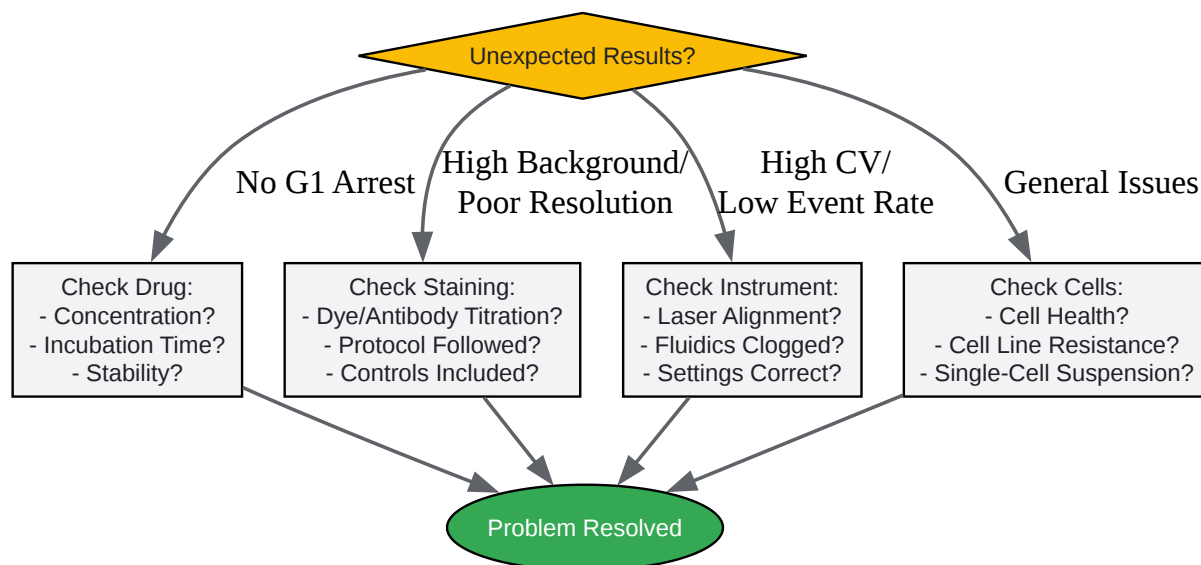 Unexpected Results?
No G1 Arrest
High Background/
Poor Resolution
High CV/
Low Event Rate
General Issues
Check Drug:
- Concentration?
- Incubation Time?
- Stability?
Check Staining:
- Dye/Antibody Titration?
- Protocol Followed?
- Controls Included?
Check Instrument:
- Laser Alignment?
- Fluidics Clogged?
- Settings Correct?
Check Cells:
- Cell Health?
- Cell Line Resistance?
- Single-Cell Suspension?
Problem Resolved